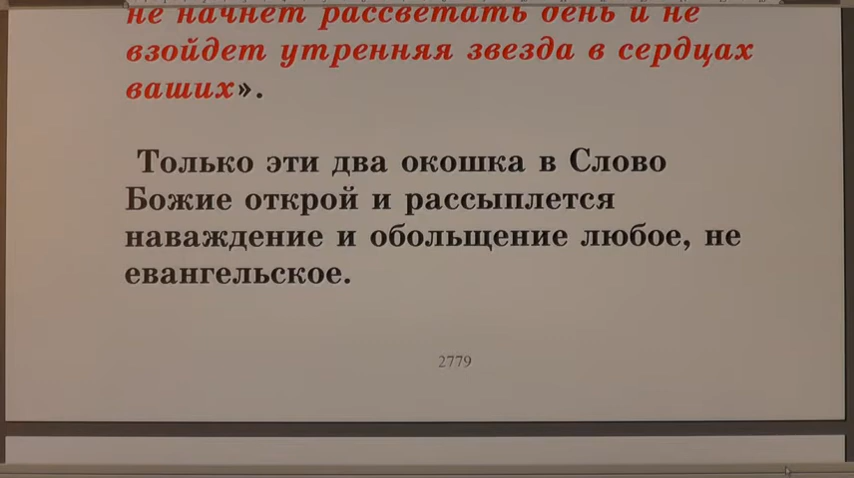 не начнет рассветать день и не
взойдет утренняя звезда в сердцах
ваших».
Только эти два окошка в Слово
Божие открой и рассыплется
наваждение и обольщение любое, не
евангельское.
2779